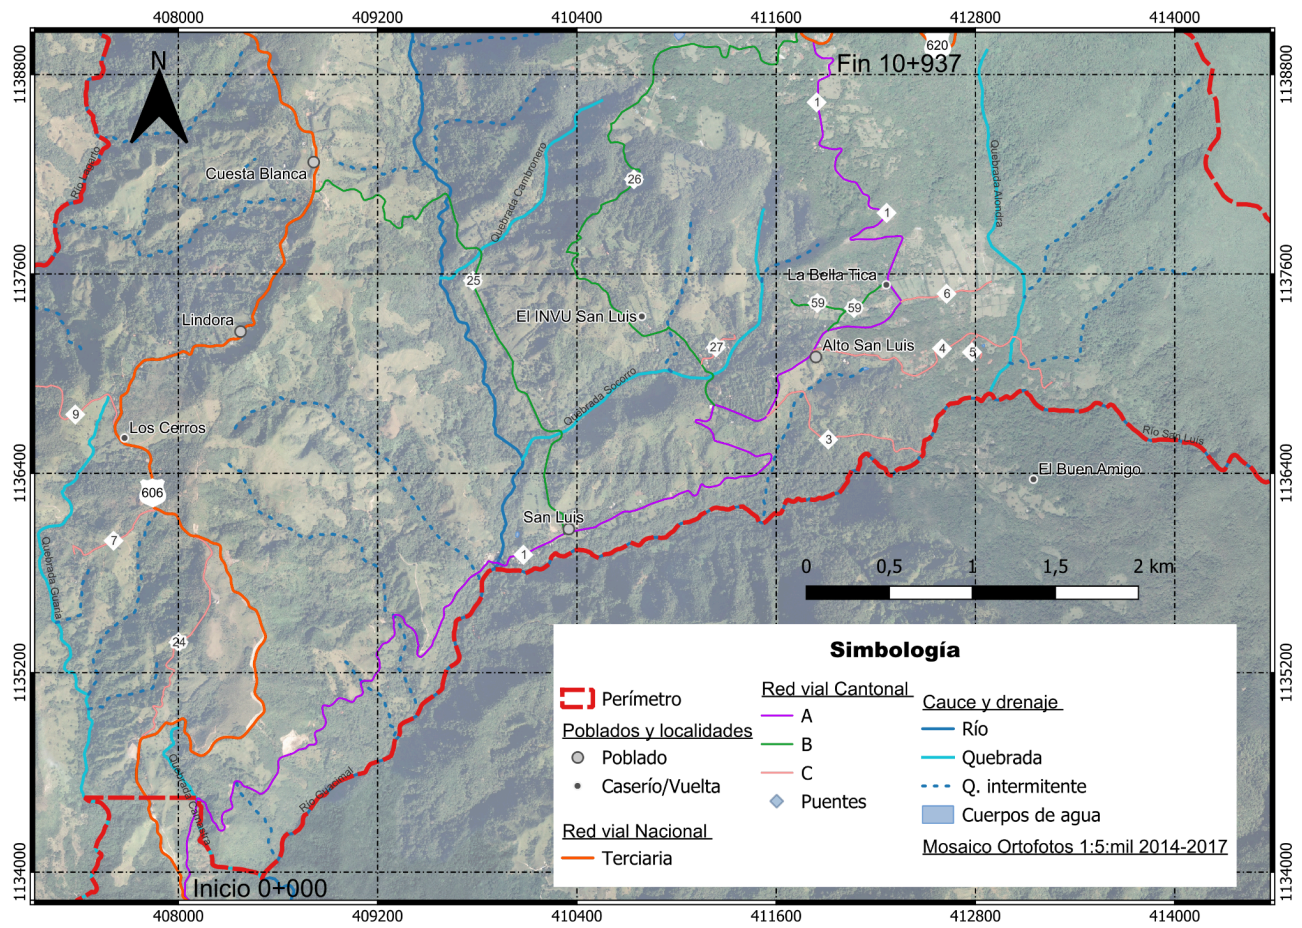 408000 409200 410400 411600 412800 414000
1138800
1137600
1136400
1135200
1134000
N
620
Fin 10+937
1
Río Lagarto
Cuesta Blanca
Quebrada Cambronero
26
Quebrada Alondra
1
25
La Bella Tica
6
59
59
Lindora
El INVU San Luis
27
Alto San Luis
4
5
Quebrada Socorro
9
Los Cerros
3
Río San Luis
El Buen Amigo
606
San Luis
1
7
Quebrada Guaria
0 0,5 1 1,5 2 km
24
Río Guacimal
Inicio 0+000
Simbología
Perímetro
Poblados y localidades
Poblado
Caserío/Vuelta
Red vial Nacional
Terciaria
Red vial Cantonal
A
B
C
Puentes
Cauce y drenaje
Río
Quebrada
Q. intermitente
Cuerpos de agua
Mosaico Ortofotos 1:5:mil 2014-2017
1138800
1137600
1136400
1135200
1134000
408000 409200 410400 411600 412800 414000